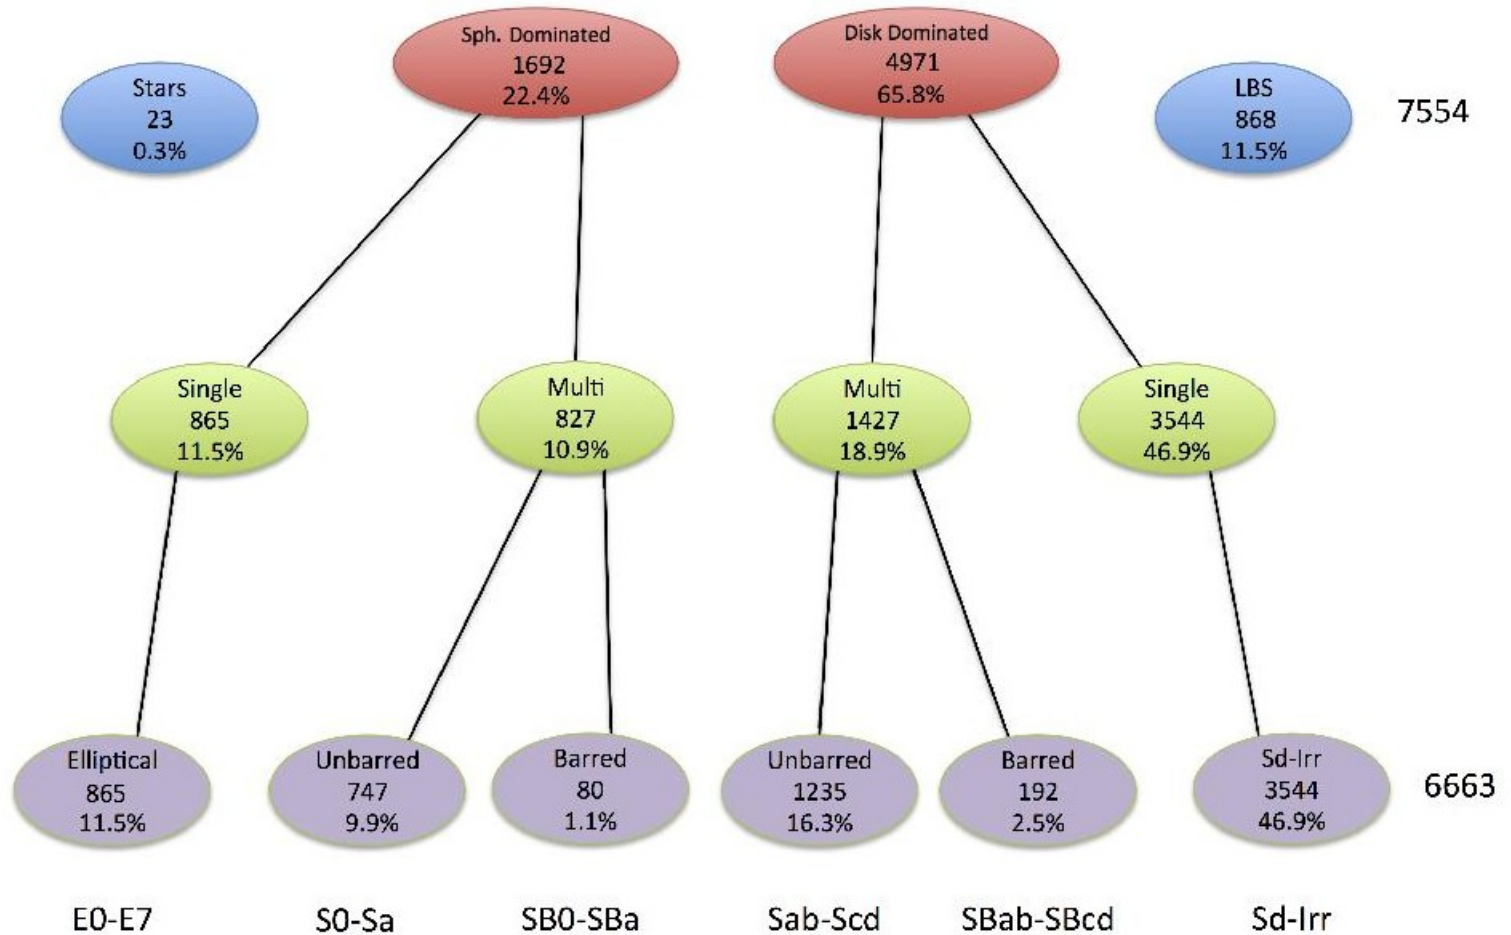 Sph. Dominated
1692
22.4%
Disk Dominated
4971
65.8%
Stars
23
0.3%
LBS
868
11.5%
7554
Single
865
11.5%
Multi
827
10.9%
Multi
1427
18.9%
Single
3544
46.9%
Elliptical
865
11.5%
Unbarred
747
9.9%
Barred
80
1.1%
Unbarred
1235
16.3%
Barred
192
2.5%
Sd-Irr
3544
46.9%
6663
E0-E7
S0-Sa
SB0-SBa
Sab-Scd
SBab-SBcd
Sd-Irr